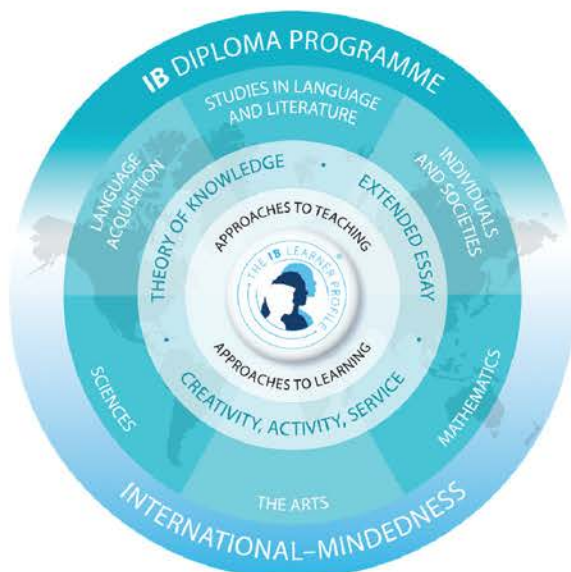 IB DIPLOMA PROGRAMME
STUDIES IN LANGUAGE
AND LITERATURE
LANGUAGE
ACQUISITION
INDIVIDUALS
AND SOCIETIES
THEORY OF KNOWLEDGE
EXTENDED ESSAY
APPROACHES TO TEACHING
THE IB LEARNER PROFILE ®
APPROACHES TO LEARNING
CREATIVITY, ACTIVITY, SERVICE
SCIENCES
MATHEMATICS
THE ARTS
INTERNATIONAL–MINDEDNESS